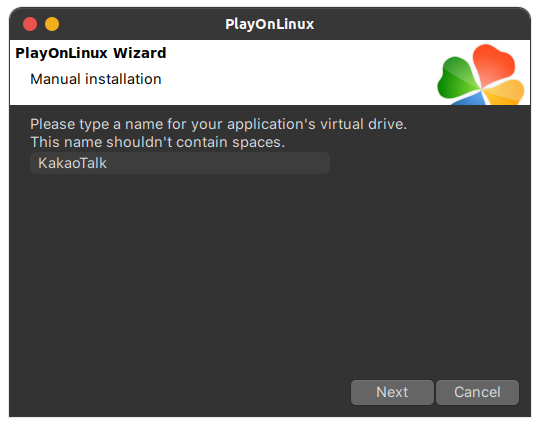 PlayOnLinux
PlayOnLinux Wizard
Manual installation
Please type a name for your application's virtual drive.
This name shouldn't contain spaces.
KakaoTalk
Next
Cancel